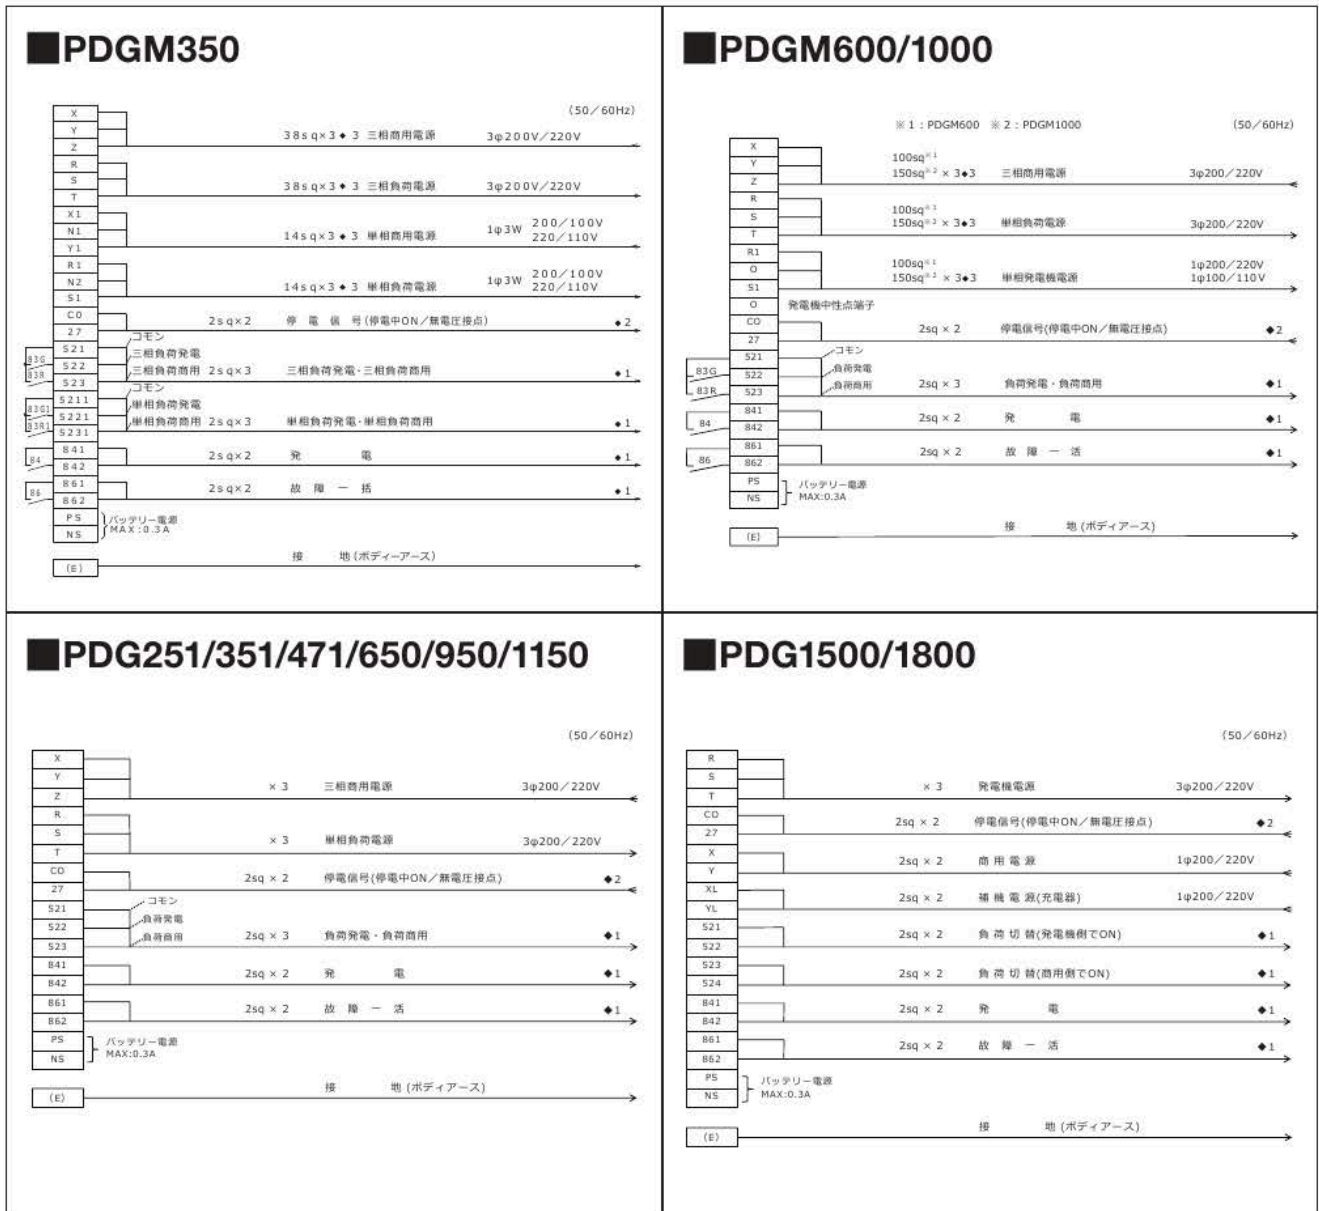 ■PDGM350
(50／60Hz)
X
Y
Z
38sq×3◆3 三相商用電源 3φ200V／220V
R
S
T
38sq×3◆3 三相負荷電源 3φ200V／220V
X1
N1
Y1
14sq×3◆3 単相商用電源 1φ3W 200／100V
220／110V
R1
N2
S1
14sq×3◆3 単相負荷電源 1φ3W 200／100V
220／110V
CO
27
2sq×2 停 電 信 号(停電中ON／無電圧接点) ◆2
83G
83R
521
522
523
コモン
三相負荷発電
三相負荷商用 2sq×3 三相負荷発電・三相負荷商用 ◆1
83G1
83R1
5211
5221
5231
コモン
単相負荷発電
単相負荷商用 2sq×3 単相負荷発電・単相負荷商用 ◆1
84
841
842
2sq×2 発 電 ◆1
86
861
862
2sq×2 故 障 一 括 ◆1
PS
NS
バッテリー電源
MAX:0.3A
(E)
接 地(ボディーアース)
■PDGM600/1000
※1：PDGM600 ※2：PDGM1000 (50／60Hz)
X
Y
Z
100sq※1
150sq※2 × 3◆3 三相商用電源 3φ200／220V
R
S
T
100sq※1
150sq※2 × 3◆3 単相負荷電源 3φ200／220V
R1
O
S1
100sq※1
150sq※2 × 3◆3 単相発電機電源 1φ200／220V
1φ100／110V
O 発電機中性点端子
CO
27
2sq × 2 停電信号(停電中ON／無電圧接点) ◆2
83G
83R
521
522
523
コモン
負荷発電
負荷商用 2sq × 3 負荷発電・負荷商用 ◆1
84
841
842
2sq × 2 発 電 ◆1
86
861
862
2sq × 2 故 障 一 活 ◆1
PS
NS
バッテリー電源
MAX:0.3A
(E)
接 地 (ボディアース)
■PDG251/351/471/650/950/1150
(50／60Hz)
X
Y
Z
× 3 三相商用電源 3φ200／220V
R
S
T
× 3 単相負荷電源 3φ200／220V
CO
27
2sq × 2 停電信号(停電中ON／無電圧接点) ◆2
521
522
523
コモン
負荷発電
負荷商用 2sq × 3 負荷発電・負荷商用 ◆1
841
842
2sq × 2 発 電 ◆1
861
862
2sq × 2 故 障 一 活 ◆1
PS
NS
バッテリー電源
MAX:0.3A
(E)
接 地 (ボディアース)
■PDG1500/1800
(50／60Hz)
R
S
T
× 3 発電機電源 3φ200／220V
CO
27
2sq × 2 停電信号(停電中ON／無電圧接点) ◆2
X
Y
2sq × 2 商 用 電 源 1φ200／220V
XL
YL
2sq × 2 補 機 電 源(充電器) 1φ200／220V
521
522
2sq × 2 負 荷 切 替(発電機側でON) ◆1
523
524
2sq × 2 負 荷 切 替(商用側でON) ◆1
841
842
2sq × 2 発 電 ◆1
861
862
2sq × 2 故 障 一 活 ◆1
PS
NS
バッテリー電源
MAX:0.3A
(E)
接 地 (ボディアース)